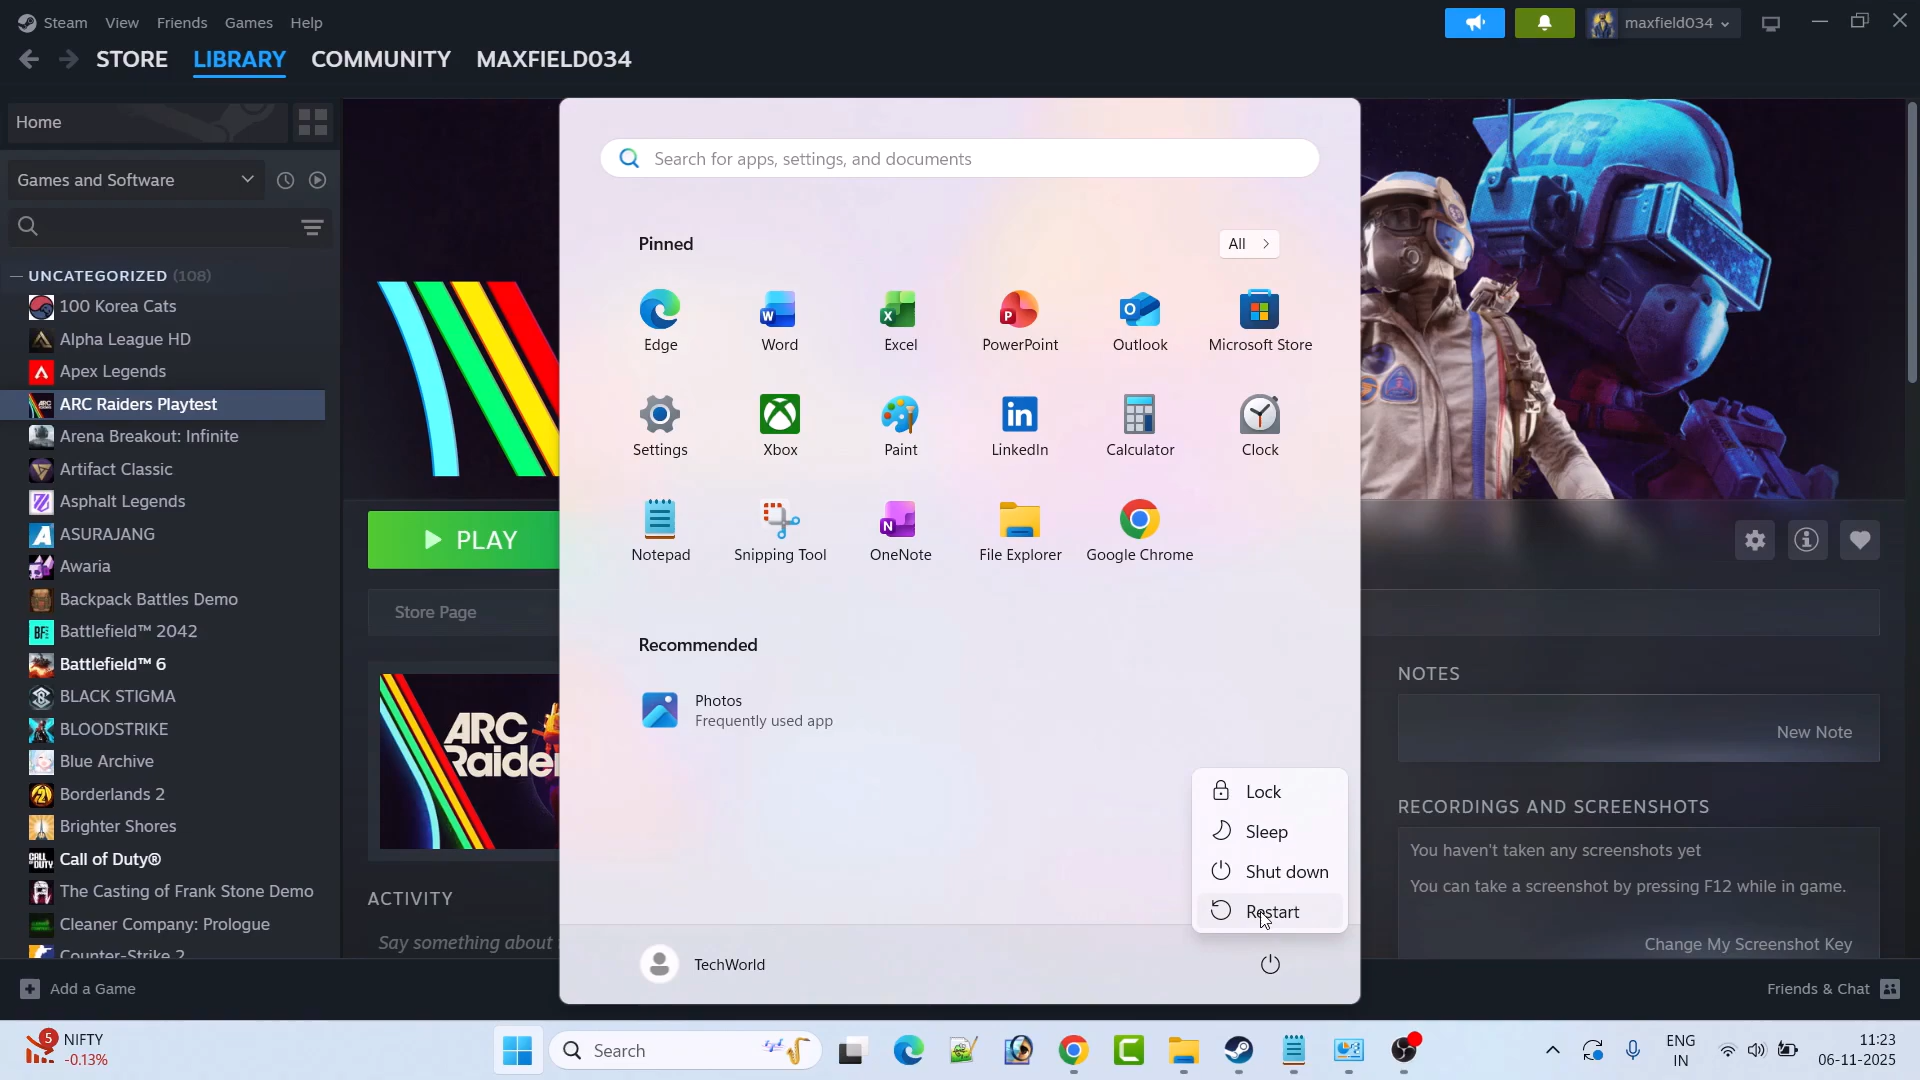 Steam View Friends Games Help
maxfield034
STORE LIBRARY COMMUNITY MAXFIELD034
Home
Games and Software
UNCATEGORIZED (108)
100 Korea Cats
Alpha League HD
Apex Legends
ARC Raiders Playtest
Arena Breakout: Infinite
Artifact Classic
Asphalt Legends
ASURAJANG
Awaria
Backpack Battles Demo
Battlefield™ 2042
Battlefield™ 6
BLACK STIGMA
BLOODSTRIKE
Blue Archive
Borderlands 2
Brighter Shores
Call of Duty®
The Casting of Frank Stone Demo
Cleaner Company: Prologue
Counter-Strike 2
Add a Game
PLAY
Store Page
ARC
Raide
ACTIVITY
Say something about
Search for apps, settings, and documents
Pinned
All
Edge Word Excel PowerPoint Outlook Microsoft Store
Settings Xbox Paint LinkedIn Calculator Clock
Notepad Snipping Tool OneNote File Explorer Google Chrome
Recommended
Photos
Frequently used app
Lock
Sleep
Shut down
Restart
TechWorld
28
NOTES
New Note
RECORDINGS AND SCREENSHOTS
You haven't taken any screenshots yet
You can take a screenshot by pressing F12 while in game.
Change My Screenshot Key
Friends & Chat
5
NIFTY
-0.13%
Search
ENG
IN
11:23
06-11-2025